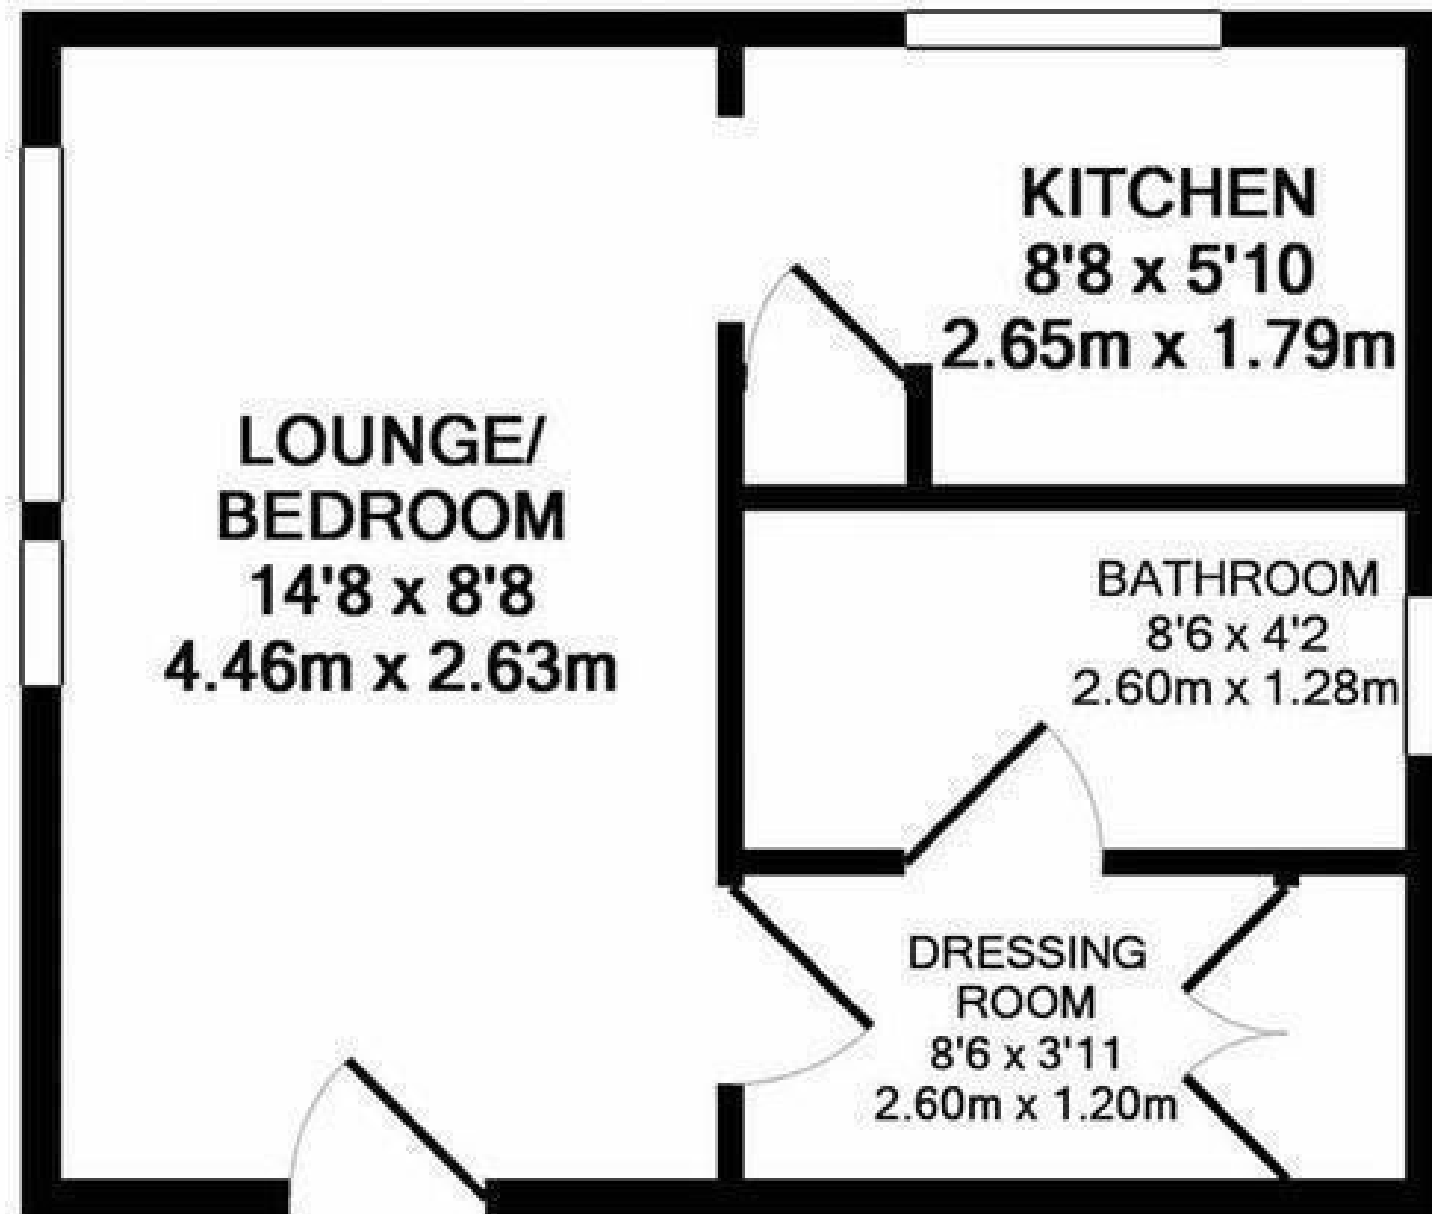 KITCHEN
8'8 x 5'10
2.65m x 1.79m
LOUNGE/
BEDROOM
14'8 x 8'8
4.46m x 2.63m
BATHROOM
8'6 x 4'2
2.60m x 1.28m
DRESSING
ROOM
8'6 x 3'11
2.60m x 1.20m